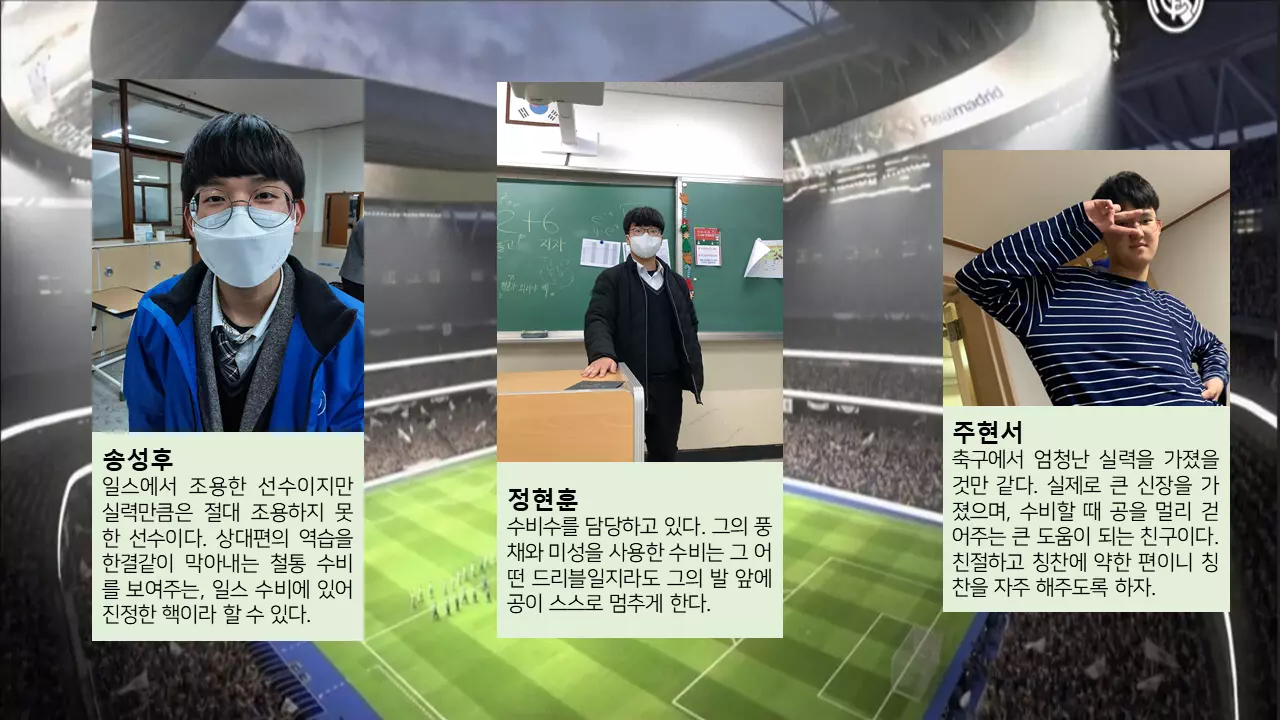 Realmadrid
2+6
송성후
일스에서 조용한 선수이지만
실력만큼은 절대 조용하지 못
한 선수이다. 상대편의 역습을
한결같이 막아내는 철통 수비
를 보여주는, 일스 수비에 있어
진정한 핵이라 할 수 있다.
정현훈
수비수를 담당하고 있다. 그의 풍
채와 미성을 사용한 수비는 그 어
떤 드리블일지라도 그의 발 앞에
공이 스스로 멈추게 한다.
주현서
축구에서 엄청난 실력을 가졌을
것만 같다. 실제로 큰 신장을 가
졌으며, 수비할 때 공을 멀리 걷
어주는 큰 도움이 되는 친구이다.
친절하고 칭찬에 약한 편이니 칭
찬을 자주 해주도록 하자.